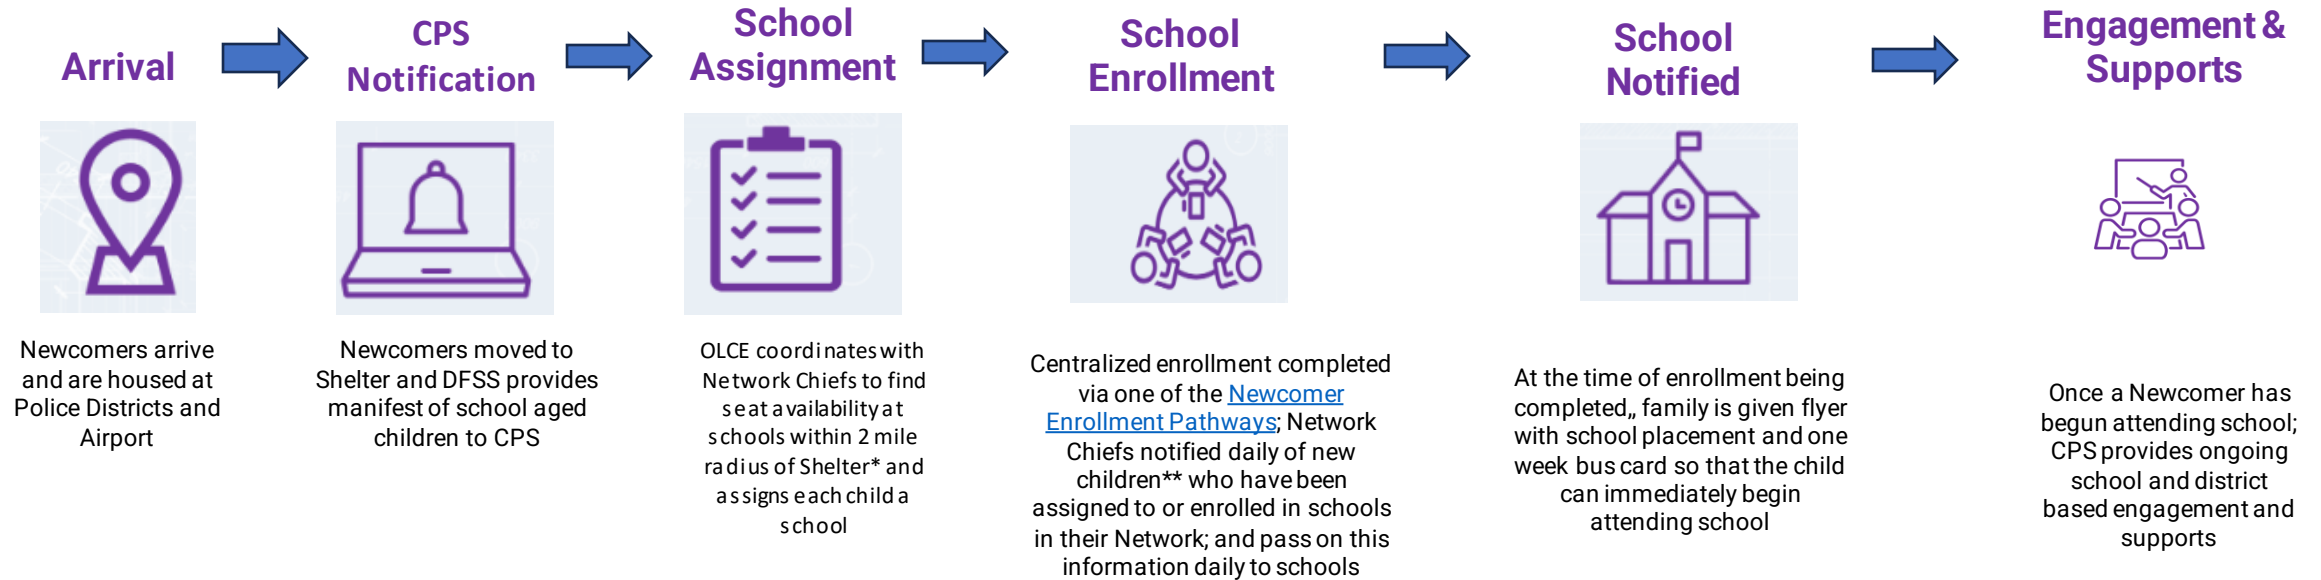 Arrival
Newcomers arrive
and are housed at
Police Districts and
Airport
CPS
Notification
Newcomers moved to
Shelter and DFSS provides
manifest of school aged
children to CPS
School
Assignment
OLCE coordinates with
Network Chiefs to find
seat availability at
schools within 2 mile
radius of Shelter* and
assigns each child a
school
School
Enrollment
Centralized enrollment completed
via one of the Newcomer
Enrollment Pathways; Network
Chiefs notified daily of new
children** who have been
assigned to or enrolled in schools
in their Network; and pass on this
information daily to schools
School
Notified
At the time of enrollment being
completed,, family is given flyer
with school placement and one
week bus card so that the child
can immediately begin
attending school
Engagement &
Supports
Once a Newcomer has
begun attending school;
CPS provides ongoing
school and district
based engagement and
supports